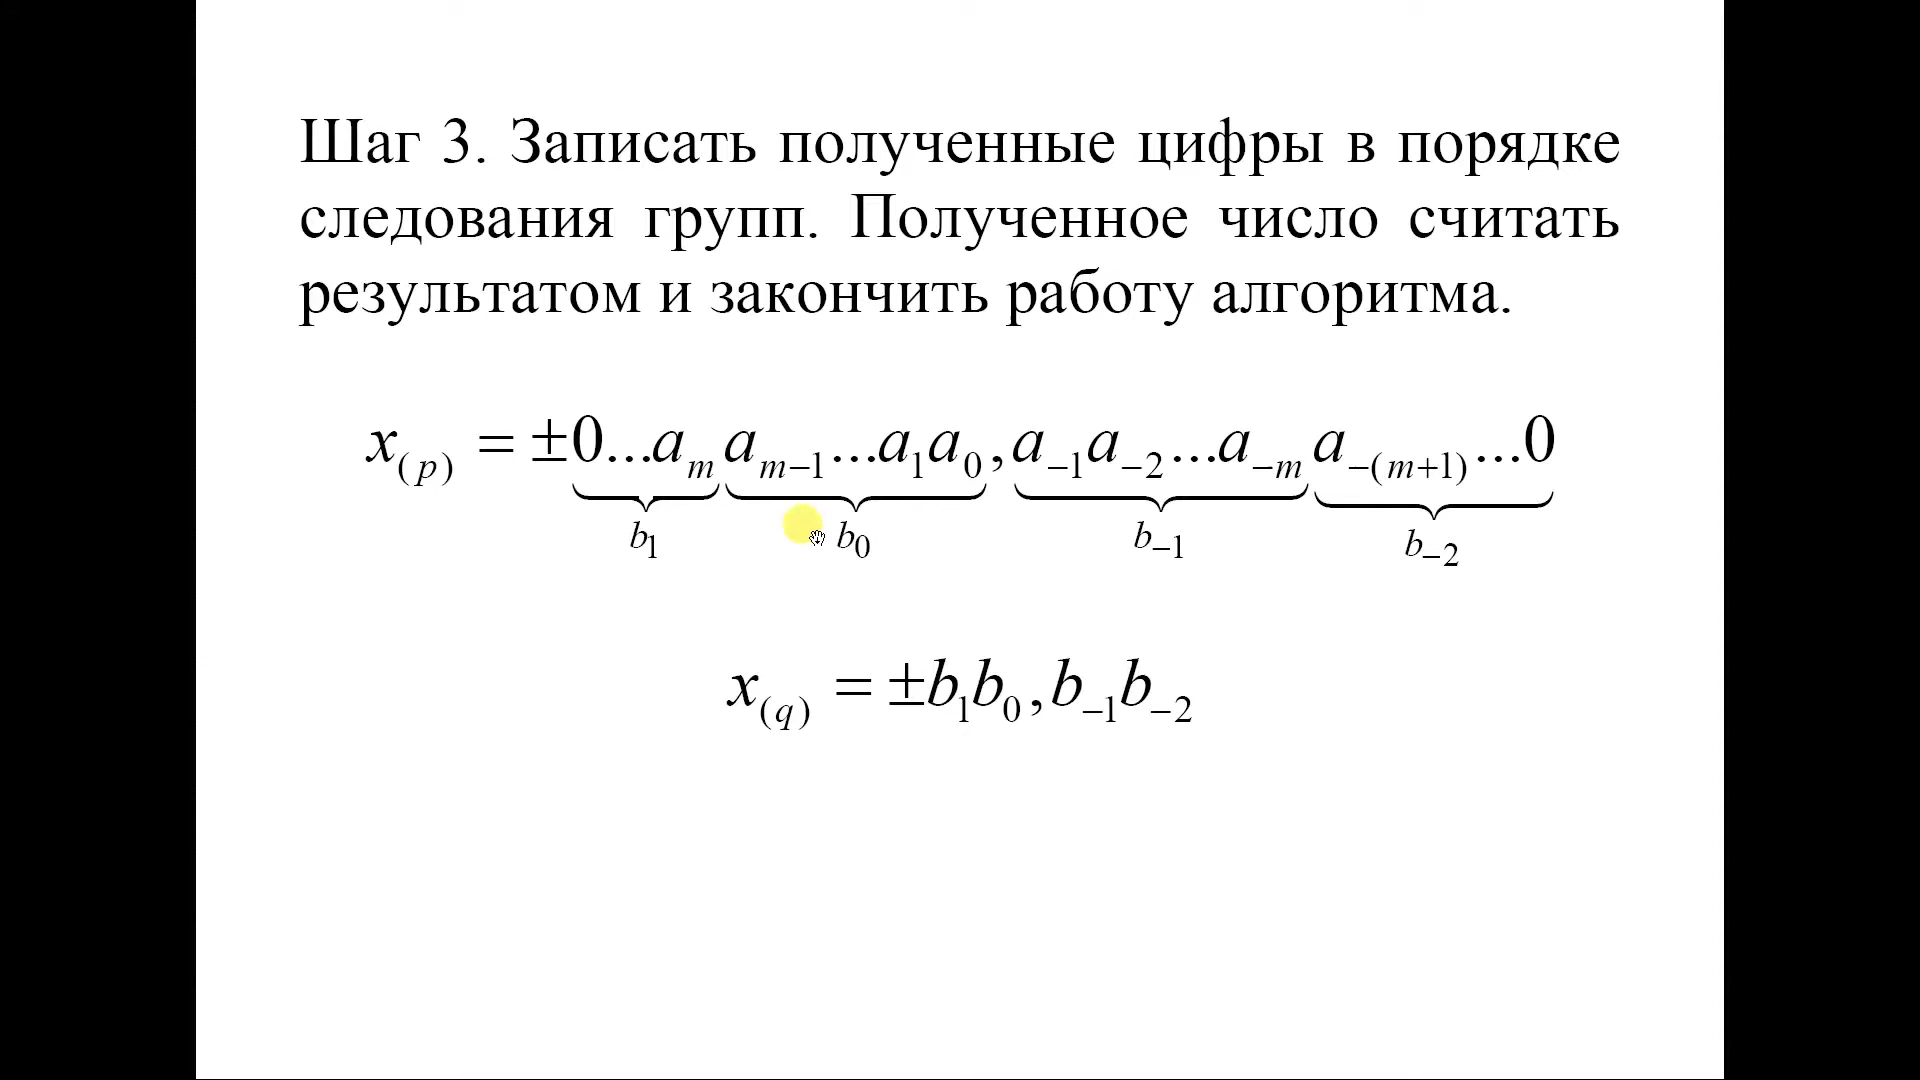 Шаг 3. Записать полученные цифры в порядке
следования групп. Полученное число считать
результатом и закончить работу алгоритма.
x₍ₚ₎ = ±0...aₘ aₘ₋₁...a₁a₀, a₋₁a₋₂...a₋ₘ a₋₍ₘ₊₁₎...0
b₁ b₀ b₋₁ b₋₂
x_(q) = ±b₁b₀, b₋₁b₋₂